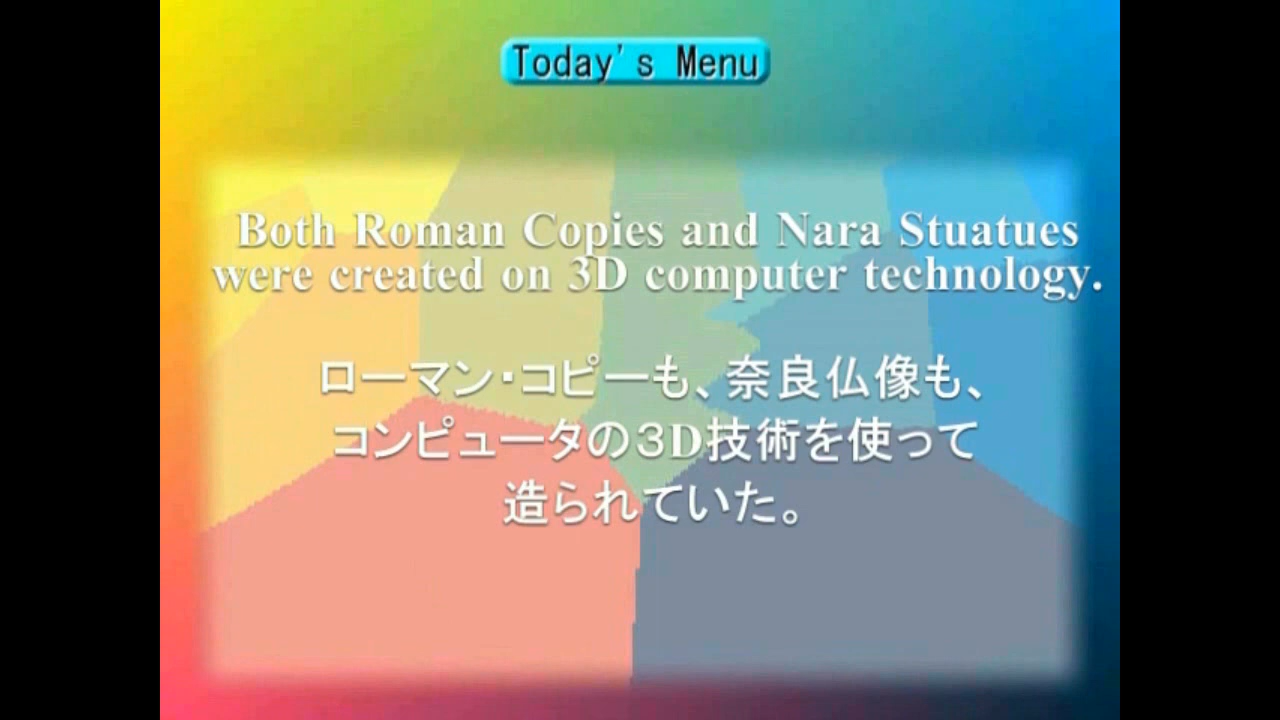 Today's Menu
Both Roman Copies and Nara Stuatues
were created on 3D computer technology.
ローマン・コピーも、奈良仏像も、
コンピュータの３D技術を使って
造られていた。